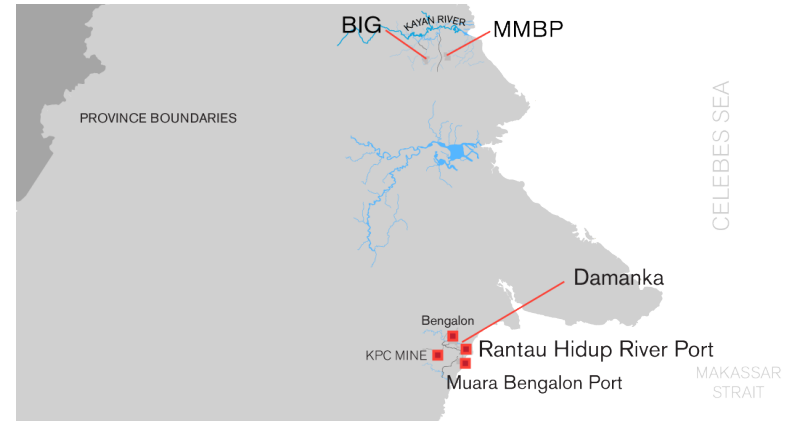 BIG
KAYAN RIVER
MMBP
PROVINCE BOUNDARIES
CELEBES SEA
Damanka
Bengalon
Rantau Hidup River Port
KPC MINE
Muara Bengalon Port
MAKASSAR
STRAIT